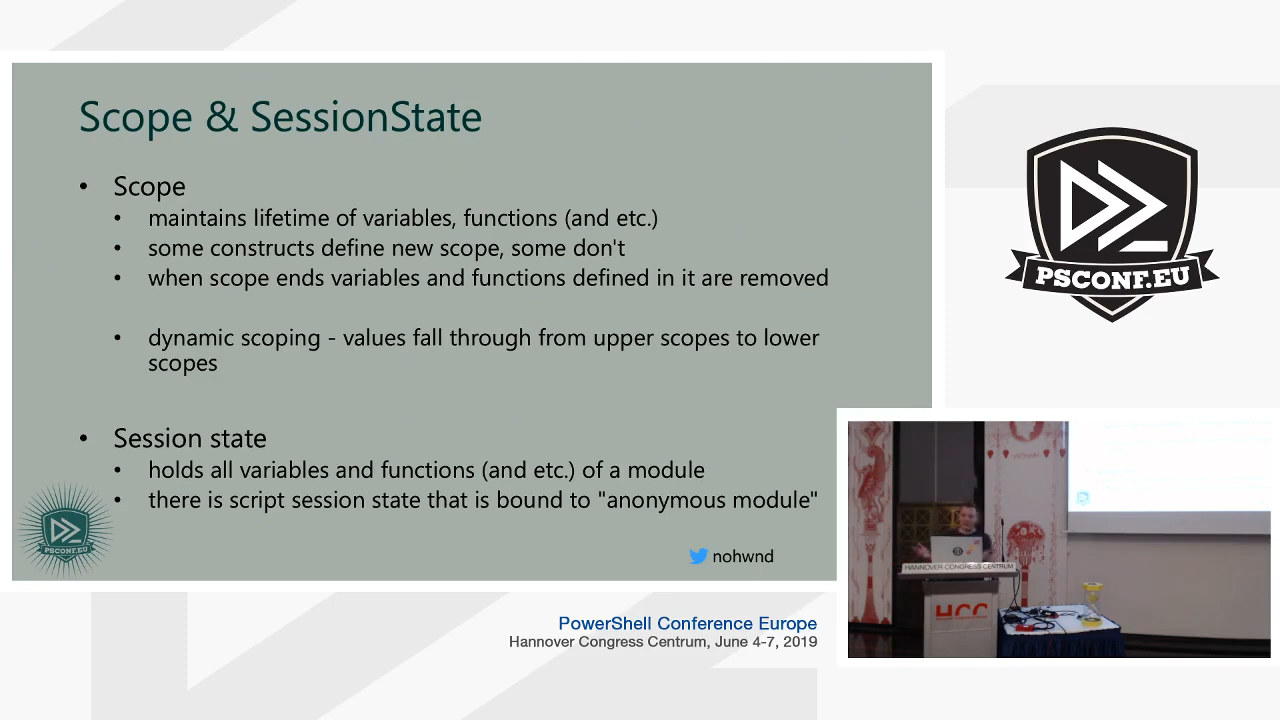 Scope & SessionState
• Scope
• maintains lifetime of variables, functions (and etc.)
• some constructs define new scope, some don't
• when scope ends variables and functions defined in it are removed
• dynamic scoping - values fall through from upper scopes to lower
scopes
• Session state
• holds all variables and functions (and etc.) of a module
• there is script session state that is bound to "anonymous module"
PSCONF.EU
nohwnd
PSCONF.EU
PowerShell Conference Europe
Hannover Congress Centrum, June 4-7, 2019
HANNOVER CONGRESS CENTRUM
HCC